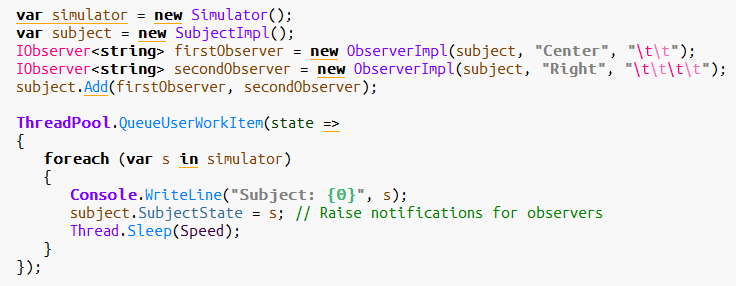 var simulator = new Simulator();
var subject = new SubjectImpl();
IObserver<string> firstObserver = new ObserverImpl(subject, "Center", "\t\t");
IObserver<string> secondObserver = new ObserverImpl(subject, "Right", "\t\t\t\t");
subject.Add(firstObserver, secondObserver);

ThreadPool.QueueUserWorkItem(state =>
{
   foreach (var s in simulator)
   {
      Console.WriteLine("Subject: {0}", s);
      subject.SubjectState = s; // Raise notifications for observers
      Thread.Sleep(Speed);
   }
});